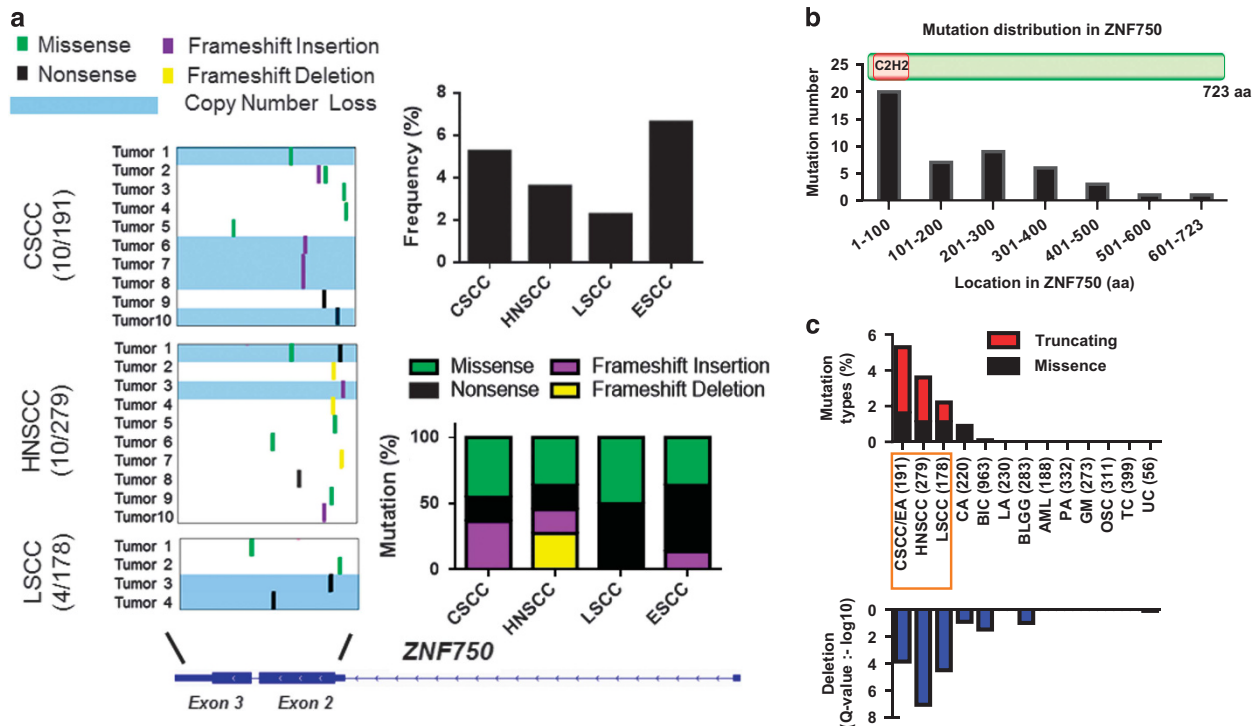 a
Missense
Frameshift Insertion
Nonsense
Frameshift Deletion
Copy Number Loss
CSCC
(10/191)
Tumor 1
Tumor 2
Tumor 3
Tumor 4
Tumor 5
Tumor 6
Tumor 7
Tumor 8
Tumor 9
Tumor10
HNSCC
(10/279)
Tumor 1
Tumor 2
Tumor 3
Tumor 4
Tumor 5
Tumor 6
Tumor 7
Tumor 8
Tumor 9
Tumor10
LSCC
(4/178)
Tumor 1
Tumor 2
Tumor 3
Tumor 4
ZNF750
Exon 3
Exon 2
Frequency (%)
8
6
4
2
0
CSCC
HNSCC
LSCC
ESCC
Missense
Frameshift Insertion
Nonsense
Frameshift Deletion
Mutation (%)
100
50
0
CSCC
HNSCC
LSCC
ESCC
b
Mutation distribution in ZNF750
C2H2
723 aa
Mutation number
25
20
15
10
5
0
1-100
101-200
201-300
301-400
401-500
501-600
601-723
Location in ZNF750 (aa)
c
Truncating
Missence
Mutation
types (%)
6
4
2
0
CSCC/EA (191)
HNSCC (279)
LSCC (178)
CA (220)
BIC (963)
LA (230)
BLGG (283)
AML (188)
PA (332)
GM (273)
OSC (311)
TC (399)
UC (56)
Deletion
(Q-value :- log10)
0
2
4
6
8